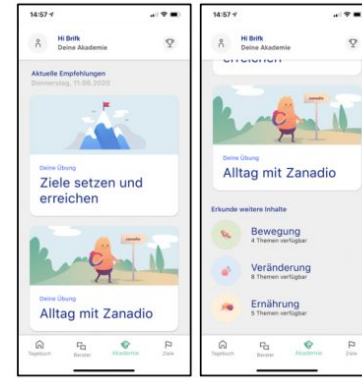 14:57
Hi Brifk
Deine Akademie
Aktuelle Empfehlungen
Donnerstag, 11.06.2020
Deine Übung
Ziele setzen und
erreichen
zanadio
Deine Übung
Alltag mit Zanadio
Tagebuch
Berater
Akademie
Ziele
14:57
Hi Brifk
Deine Akademie
erreichen
zanadio
Deine Übung
Alltag mit Zanadio
Erkunde weitere Inhalte
Bewegung
4 Themen verfügbar
Veränderung
8 Themen verfügbar
Ernährung
5 Themen verfügbar
Tagebuch
Berater
Akademie
Ziele